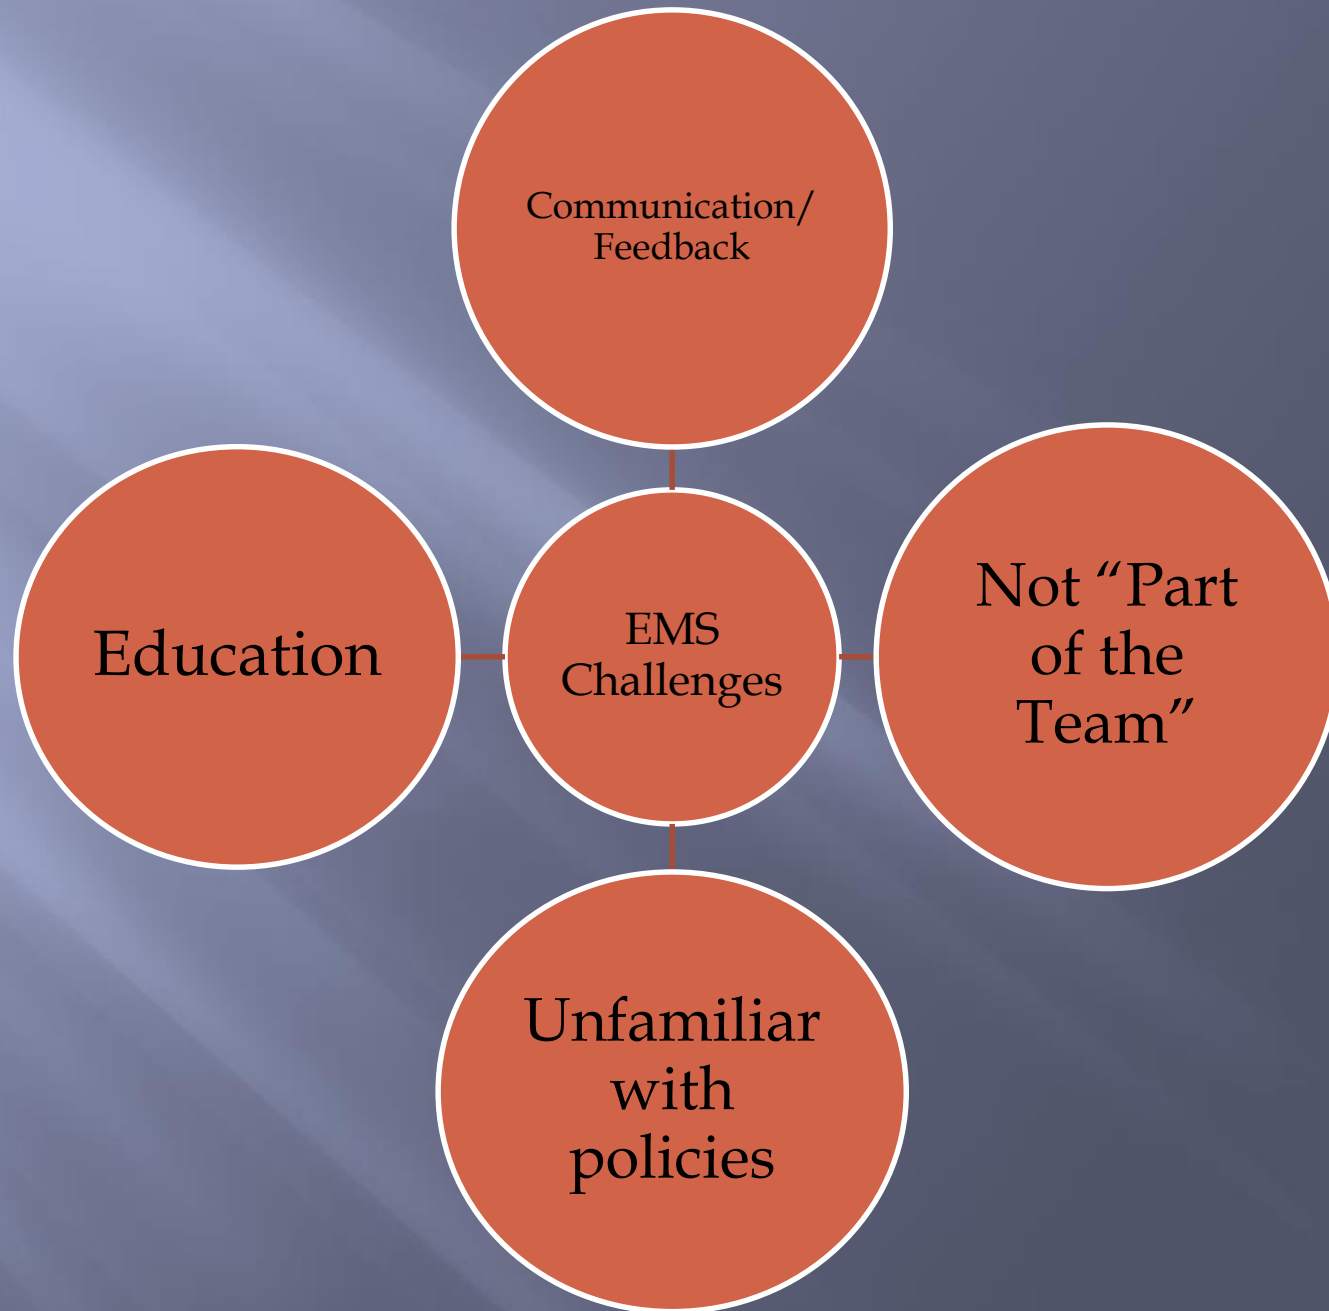 Communication/
Feedback
Education
EMS
Challenges
Not “Part
of the
Team”
Unfamiliar
with
policies